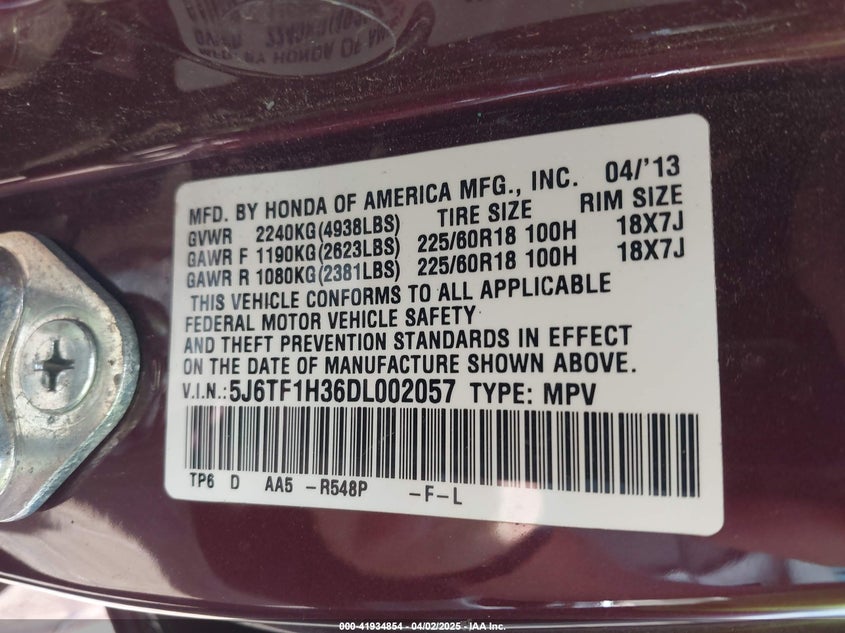 MFD. BY HONDA OF AMERICA MFG., INC. 04/'13
GVWR 2240KG(4938LBS) TIRE SIZE RIM SIZE
GAWR F 1190KG(2623LBS) 225/60R18 100H 18X7J
GAWR R 1080KG(2381LBS) 225/60R18 100H 18X7J
THIS VEHICLE CONFORMS TO ALL APPLICABLE
FEDERAL MOTOR VEHICLE SAFETY
AND THEFT PREVENTION STANDARDS IN EFFECT
ON THE DATE OF MANUFACTURE SHOWN ABOVE.
V.I.N.:5J6TF1H36DL002057 TYPE: MPV
TP6 D AA5 -R548P -F-L
000-41934854 - 04/02/2025 - IAA Inc.